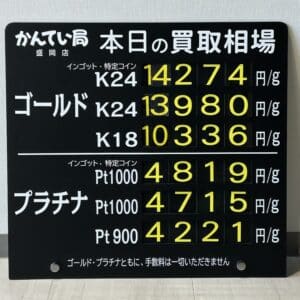 かんてい局 本日の買取相場
盛岡店
インゴット・特定コイン
K24 14274 円/g
ゴールド K24 13980 円/g
K18 10336 円/g
インゴット・特定コイン
Pt1000 4819 円/g
プラチナ Pt1000 4715 円/g
Pt900 4221 円/g
ゴールド・プラチナともに、手数料は一切いただきません